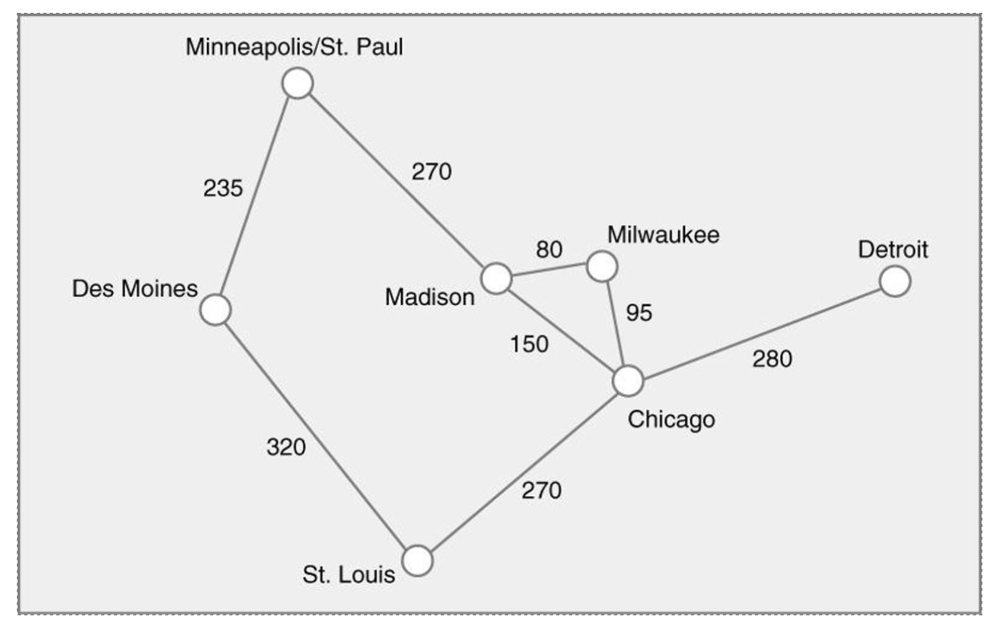 Minneapolis/St. Paul
270
235
Milwaukee
80
Detroit
Des Moines
Madison
95
150
280
Chicago
320
270
St. Louis